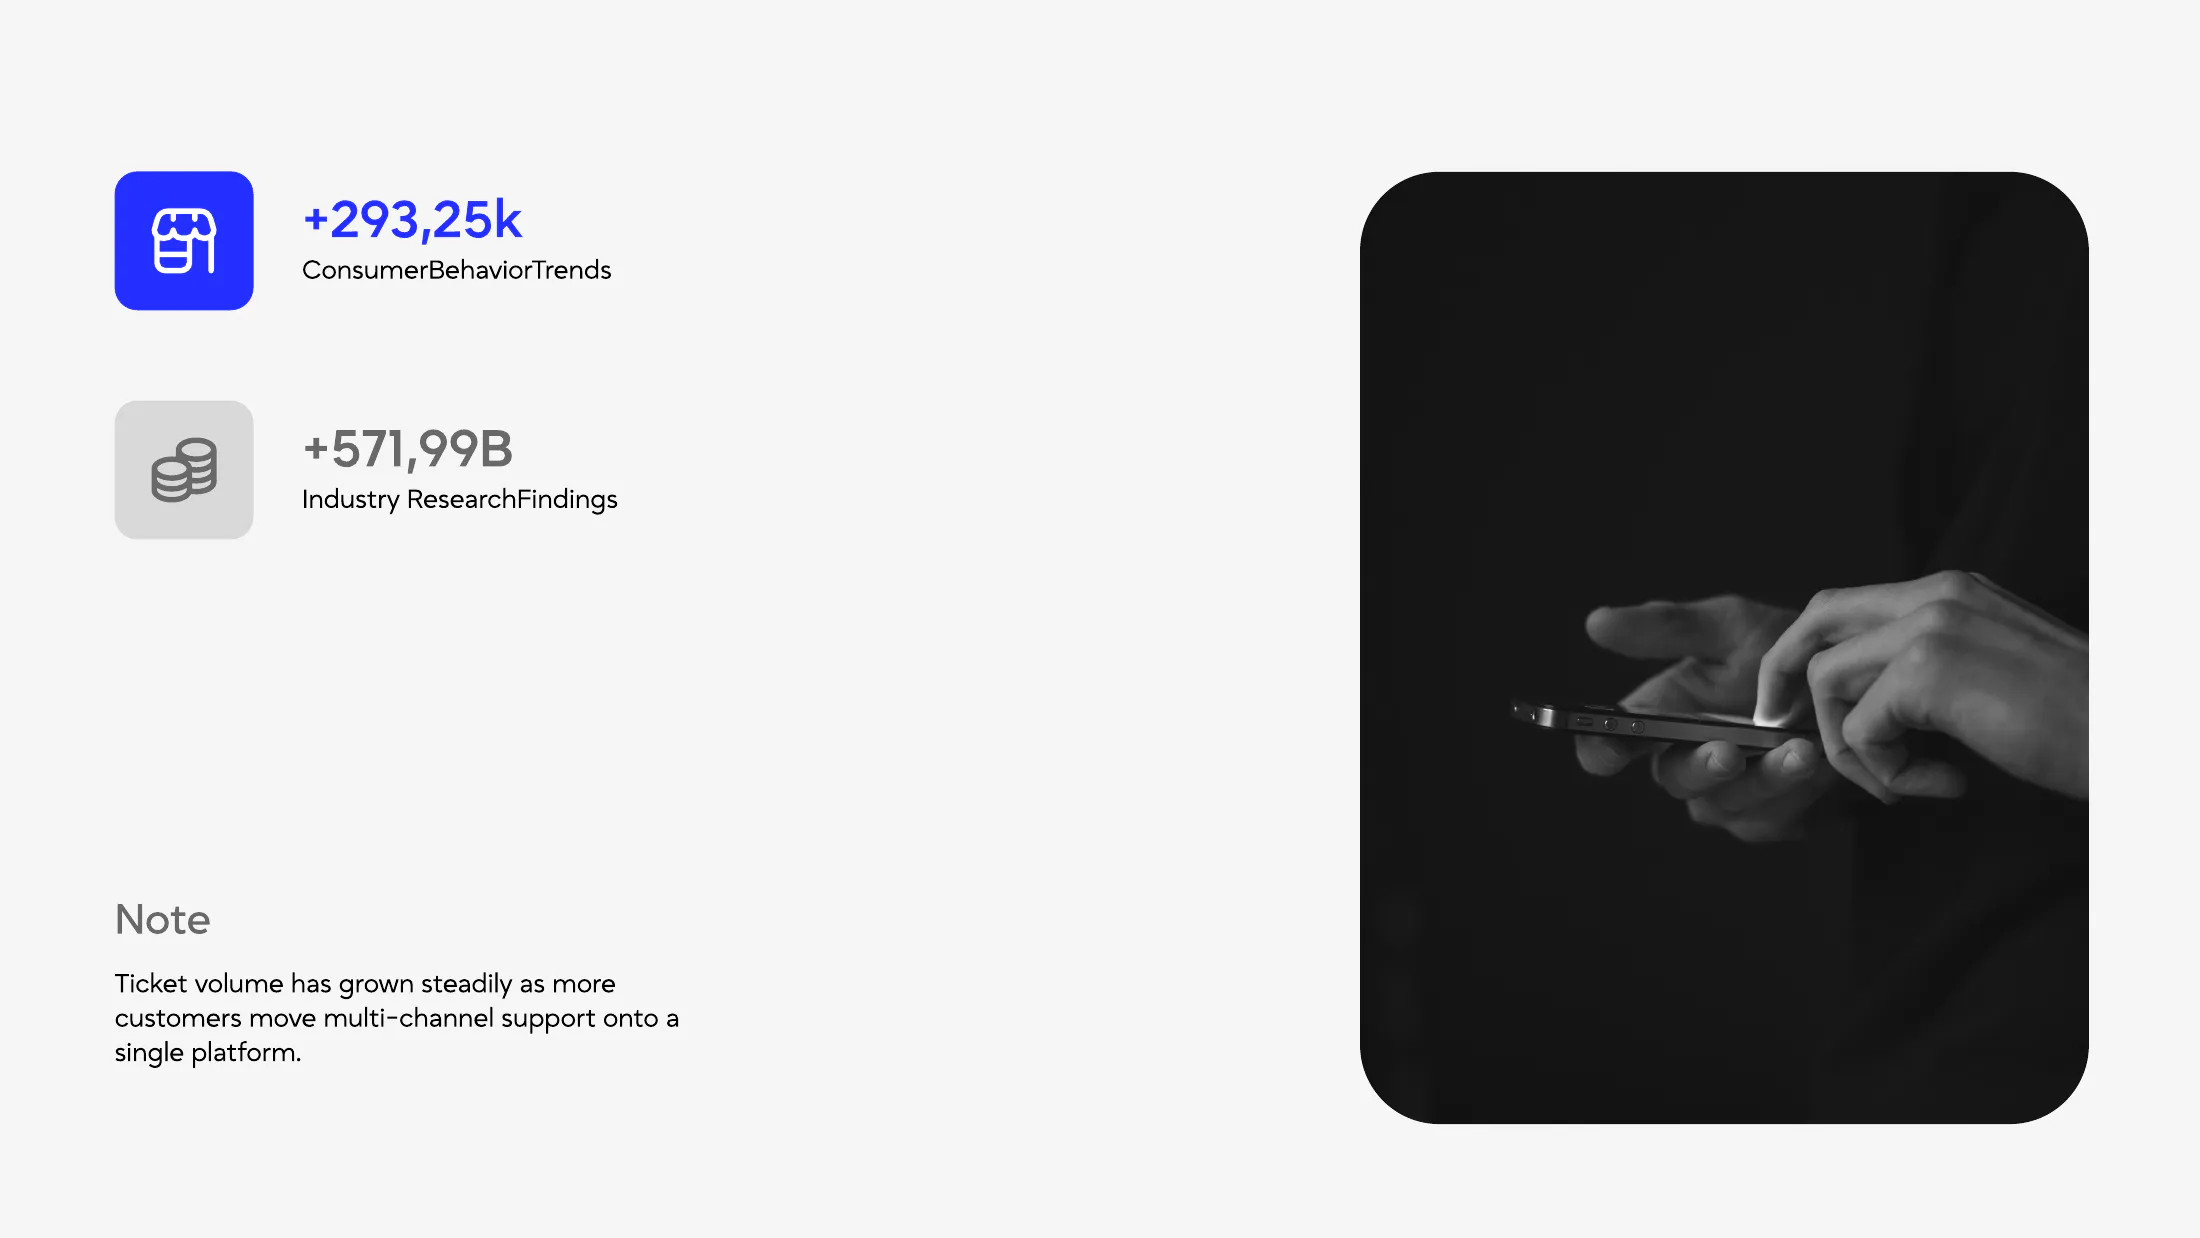 +293,25k
ConsumerBehaviorTrends
+571,99B
Industry ResearchFindings
Note
Ticket volume has grown steadily as more
customers move multi-channel support onto a
single platform.